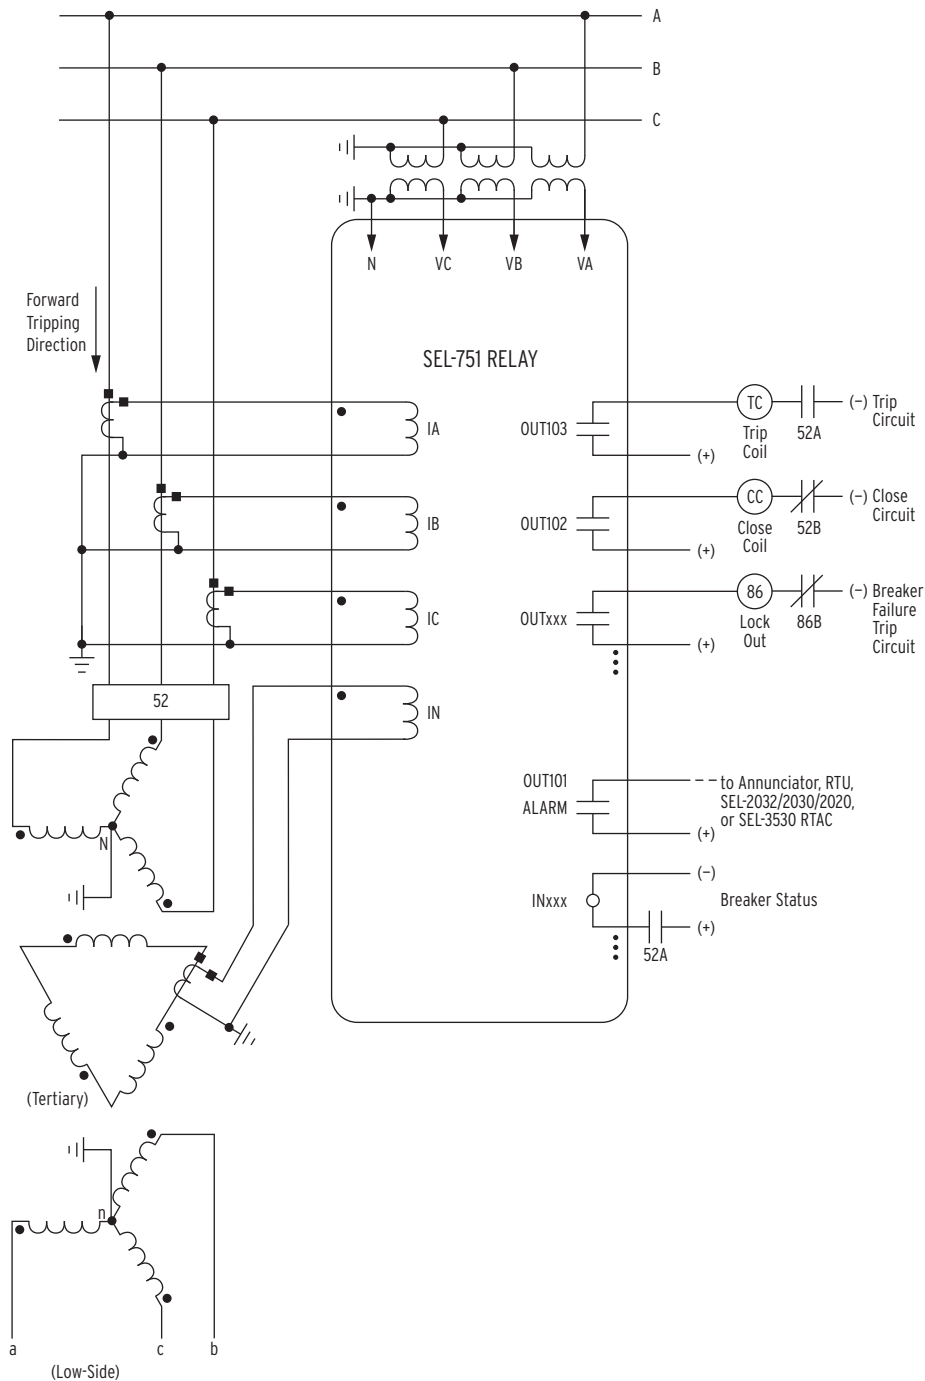 A
B
C
N
VC
VB
VA
Forward
Tripping
Direction
SEL-751 RELAY
IA
IB
IC
IN
OUT103
TC
Trip
Coil
52A
(–) Trip
Circuit
(+)
OUT102
CC
Close
Coil
52B
(–) Close
Circuit
(+)
OUTxxx
86
Lock
Out
86B
(–) Breaker
Failure
Trip
Circuit
(+)
52
N
OUT101
ALARM
to Annunciator, RTU,
SEL-2032/2030/2020,
or SEL-3530 RTAC
(+)
(–)
INxxx
Breaker Status
(+)
52A
(Tertiary)
n
a
c
b
(Low-Side)